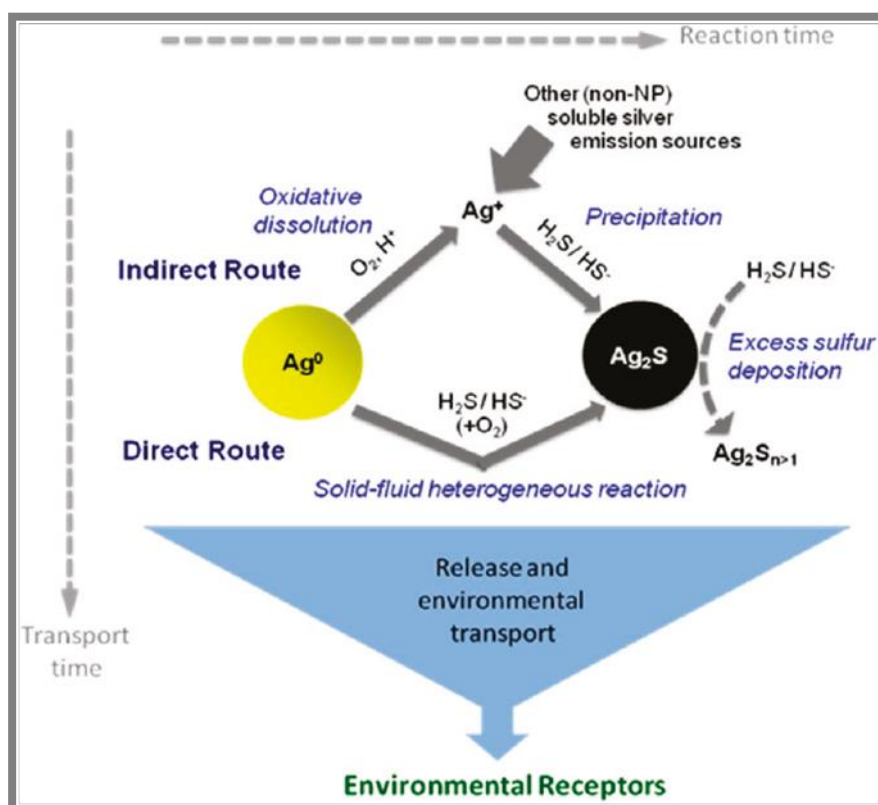 Reaction time
Other (non-NP)
soluble silver
emission sources
Oxidative
dissolution
Ag⁺
Precipitation
O₂, H⁺
H₂S/HS⁻
Indirect Route
H₂S/HS⁻
Ag⁰
Ag₂S
Excess sulfur
deposition
H₂S/HS⁻
(+O₂)
Direct Route
Ag₂Sₙ>₁
Solid-fluid heterogeneous reaction
Release and
environmental
transport
Transport
time
Environmental Receptors